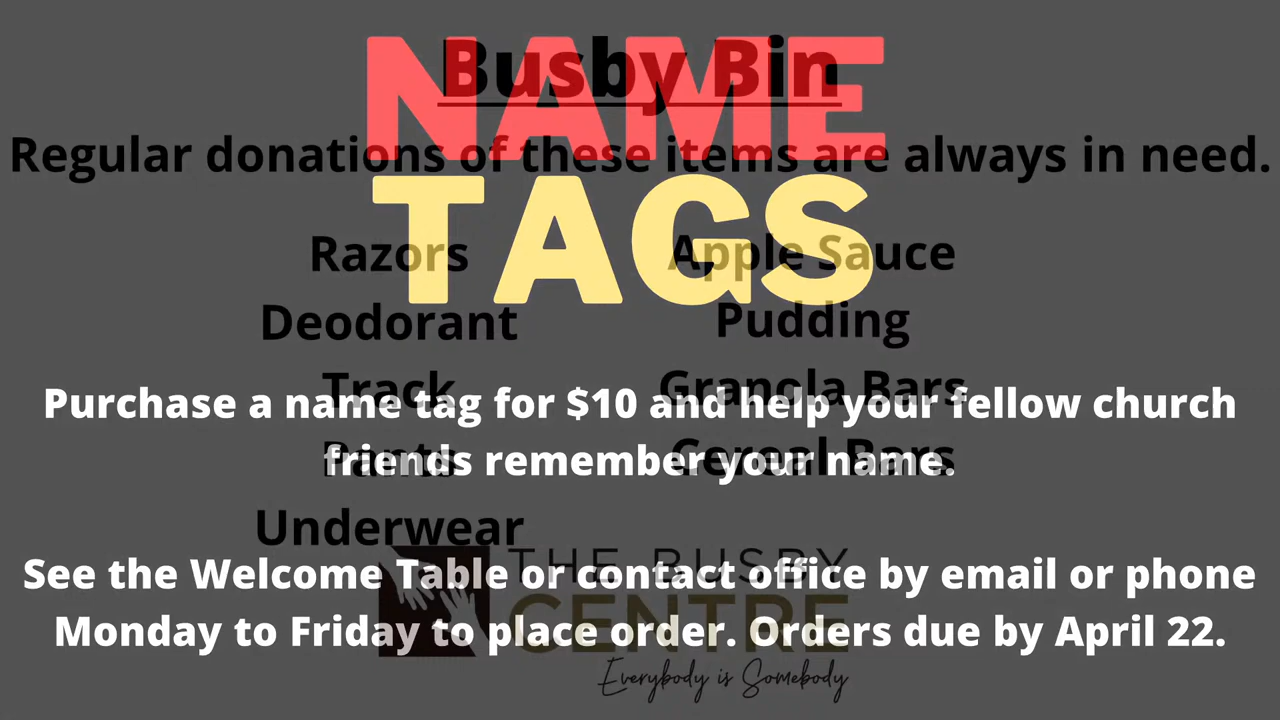 Busby Bin
Regular donations of these items are always in need.
Razors
Deodorant
Track
Pants
Underwear
Apple Sauce
Pudding
Granola Bars
Cereal Bars
THE BUSBY
CENTRE
Everybody is Somebody
NAME
TAGS
Purchase a name tag for $10 and help your fellow church
friends remember your name.
See the Welcome Table or contact office by email or phone
Monday to Friday to place order. Orders due by April 22.